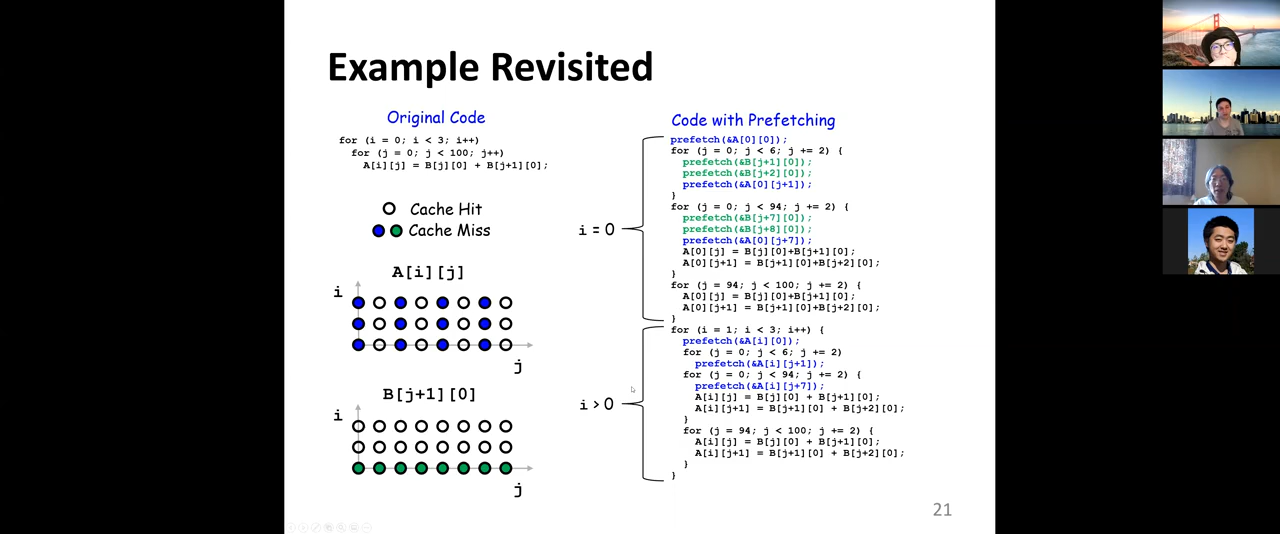 Example Revisited
Original Code
for (i = 0; i < 3; i++)
for (j = 0; j < 100; j++)
A[i][j] = B[j][0] + B[j+1][0];
Cache Hit
Cache Miss
A[i][j]
i
j
B[j+1][0]
i
j
Code with Prefetching
i = 0
prefetch(&A[0][0]);
for (j = 0; j < 6; j += 2) {
prefetch(&B[j+1][0]);
prefetch(&B[j+2][0]);
prefetch(&A[0][j+1]);
}
for (j = 0; j < 94; j += 2) {
prefetch(&B[j+7][0]);
prefetch(&B[j+8][0]);
prefetch(&A[0][j+7]);
A[0][j] = B[j][0]+B[j+1][0];
A[0][j+1] = B[j+1][0]+B[j+2][0];
}
for (j = 94; j < 100; j += 2) {
A[0][j] = B[j][0]+B[j+1][0];
A[0][j+1] = B[j+1][0]+B[j+2][0];
}
i > 0
for (i = 1; i < 3; i++) {
prefetch(&A[i][0]);
for (j = 0; j < 6; j += 2)
prefetch(&A[i][j+1]);
for (j = 0; j < 94; j += 2) {
prefetch(&A[i][j+7]);
A[i][j] = B[j][0] + B[j+1][0];
A[i][j+1] = B[j+1][0] + B[j+2][0];
}
for (j = 94; j < 100; j += 2) {
A[i][j] = B[j][0] + B[j+1][0];
A[i][j+1] = B[j+1][0] + B[j+2][0];
}
}
21